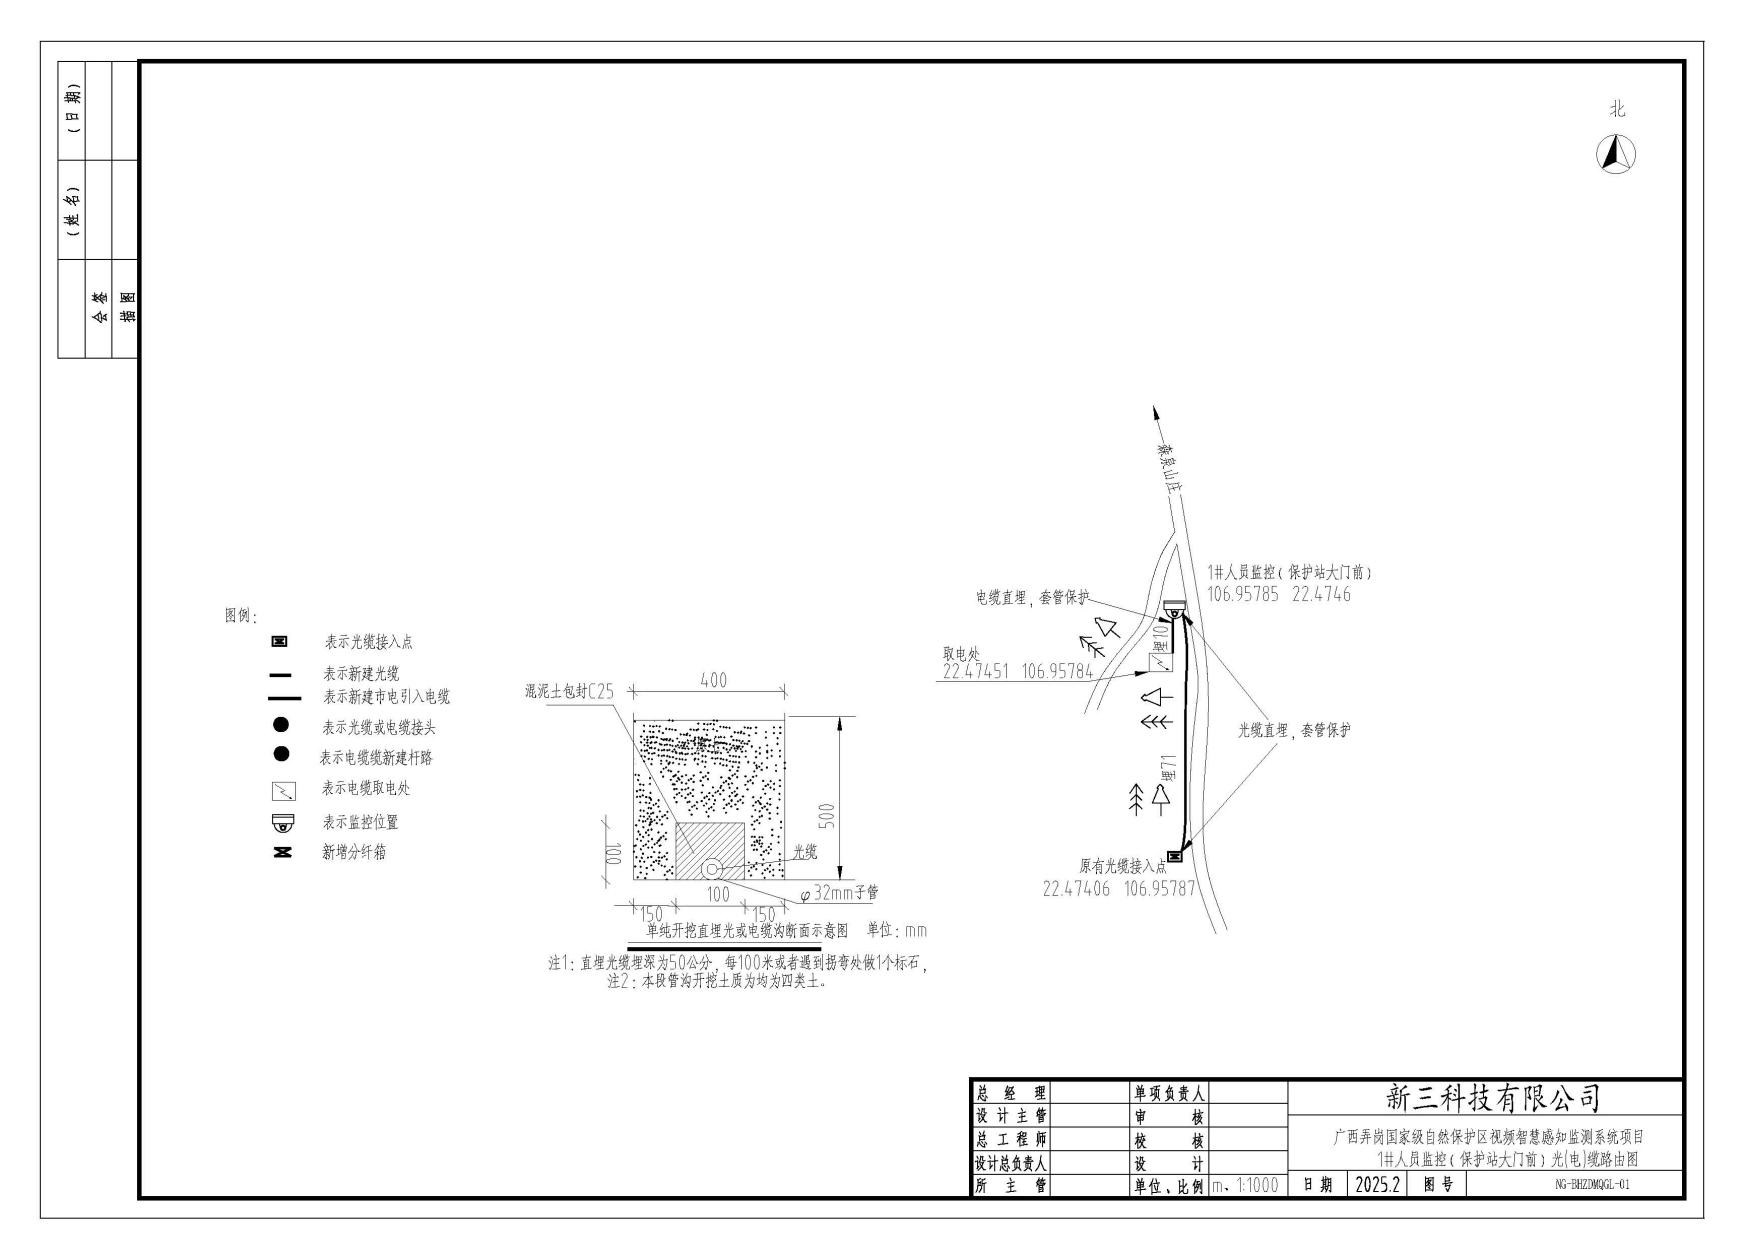 (日 期)
(姓 名)
会 签
描 图
北
森泉山庄
1#人员监控(保护站大门前)
106.95785 22.4746
电缆直埋,套管保护
埋10
取电处
22.47451 106.95784
光缆直埋,套管保护
埋71
原有光缆接入点
22.47406 106.95787
图例:
表示光缆接入点
表示新建光缆
表示新建市电引入电缆
表示光缆或电缆接头
表示电缆缆新建杆路
表示电缆取电处
表示监控位置
新增分纤箱
混泥土包封C25
400
500
100
光缆
φ32mm子管
150
100
150
单纯开挖直埋光或电缆沟断面示意图 单位:mm
注1:直埋光缆埋深为50公分,每100米或者遇到拐弯处做1个标石,
注2:本段管沟开挖土质为均为四类土。
总 经 理
单项负责人
新三科技有限公司
设 计 主 管
审 核
总 工 程 师
校 核
广西弄岗国家级自然保护区视频智慧感知监测系统项目
1#人员监控(保护站大门前)光(电)缆路由图
设计总负责人
设 计
所 主 管
单位、比例 m、1:1000
日 期 2025.2 图 号 NG-BHZDMQGL-01